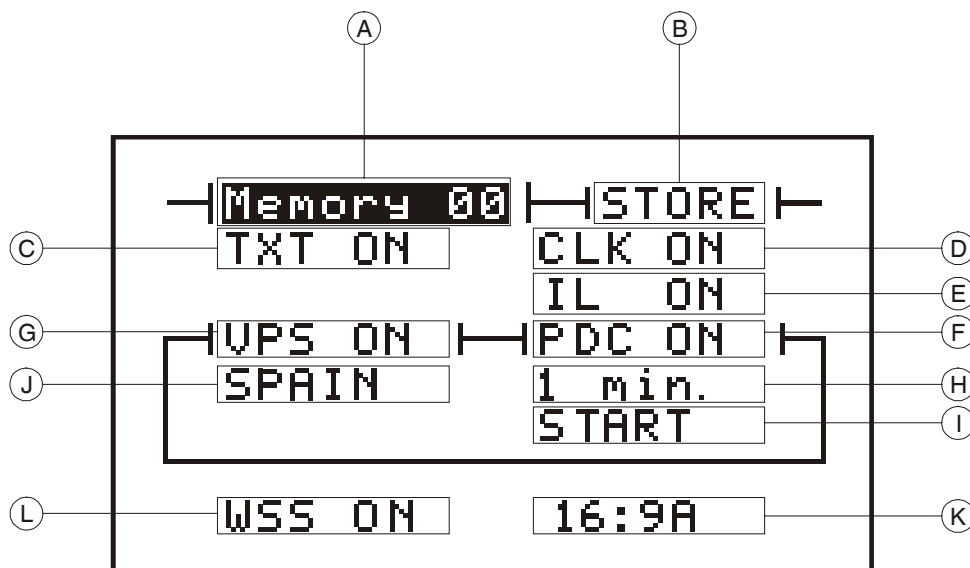 A B
Memory 00 STORE
C TXT ON CLK ON D
IL ON E
G VPS ON PDC ON F
J SPAIN 1 min. H
START I
L WSS ON 16:9A K